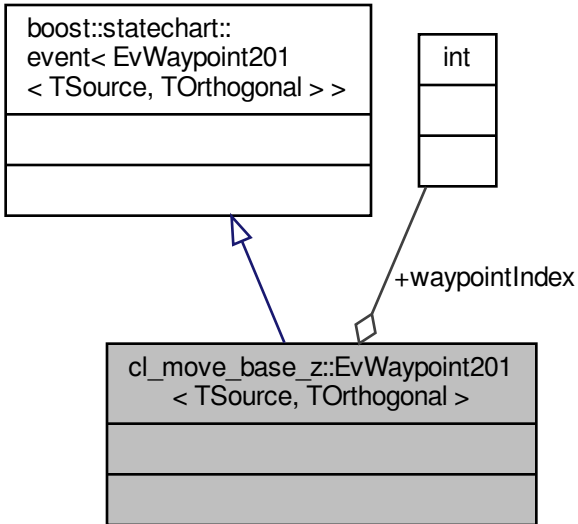 boost::statechart::
event< EvWaypoint201
< TSource, TOrthogonal > >
int
+waypointIndex
cl_move_base_z::EvWaypoint201
< TSource, TOrthogonal >